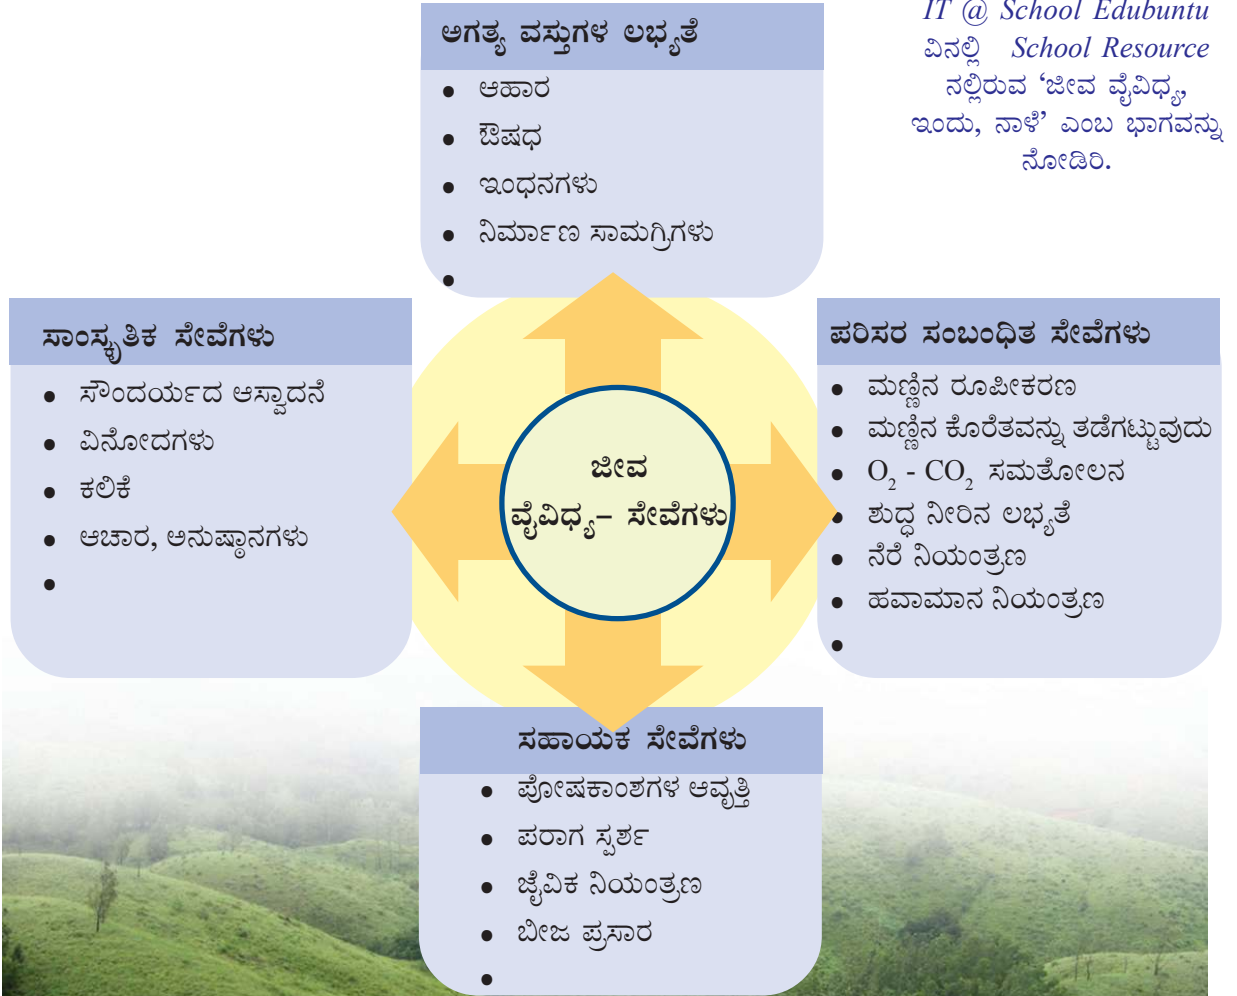 IT @ School Edubuntu
ವಿನಲ್ಲಿ School Resource
ನಲ್ಲಿರುವ ‘ಜೀವ ವೈವಿಧ್ಯ,
ಇಂದು, ನಾಳೆ’ ಎಂಬ ಭಾಗವನ್ನು
ನೋಡಿರಿ.
ಅಗತ್ಯ ವಸ್ತುಗಳ ಲಭ್ಯತೆ
• ಆಹಾರ
• ಔಷಧ
• ಇಂಧನಗಳು
• ನಿರ್ಮಾಣ ಸಾಮಗ್ರಿಗಳು
•
ಸಾಂಸ್ಕೃತಿಕ ಸೇವೆಗಳು
• ಸೌಂದರ್ಯದ ಆಸ್ವಾದನೆ
• ವಿನೋದಗಳು
• ಕಲಿಕೆ
• ಆಚಾರ, ಅನುಷ್ಠಾನಗಳು
•
ಜೀವ
ವೈವಿಧ್ಯ– ಸೇವೆಗಳು
ಪರಿಸರ ಸಂಬಂಧಿತ ಸೇವೆಗಳು
• ಮಣ್ಣಿನ ರೂಪೀಕರಣ
• ಮಣ್ಣಿನ ಕೊರೆತವನ್ನು ತಡೆಗಟ್ಟುವುದು
• O₂ - CO₂ ಸಮತೋಲನ
• ಶುದ್ಧ ನೀರಿನ ಲಭ್ಯತೆ
• ನೆರೆ ನಿಯಂತ್ರಣ
• ಹವಾಮಾನ ನಿಯಂತ್ರಣ
•
ಸಹಾಯಕ ಸೇವೆಗಳು
• ಪೋಷಕಾಂಶಗಳ ಆವೃತ್ತಿ
• ಪರಾಗ ಸ್ಪರ್ಶ
• ಜೈವಿಕ ನಿಯಂತ್ರಣ
• ಬೀಜ ಪ್ರಸಾರ
•